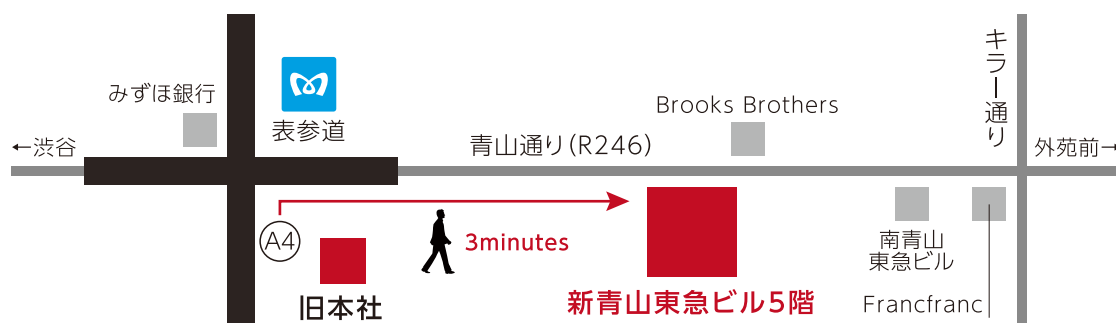 みずほ銀行
表参道
←渋谷
青山通り(R246)
Brooks Brothers
キラー通り
外苑前→
A4
3minutes
旧本社
新青山東急ビル5階
南青山
東急ビル
Francfranc